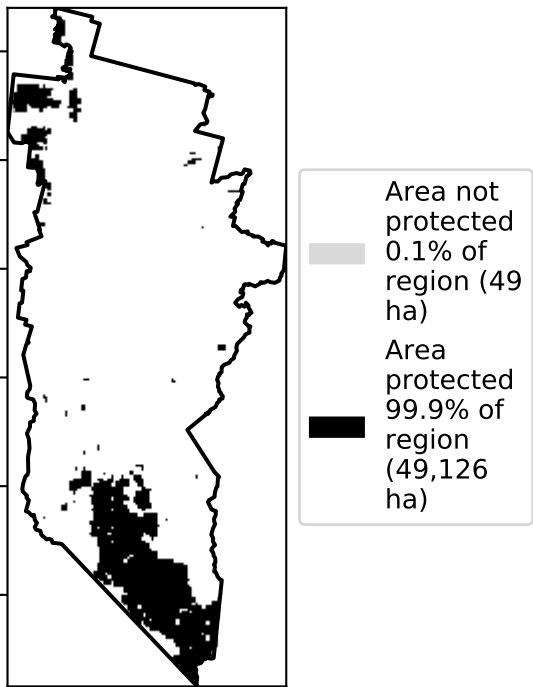 Area not
protected
0.1% of
region (49
ha)
Area
protected
99.9% of
region
(49,126
ha)